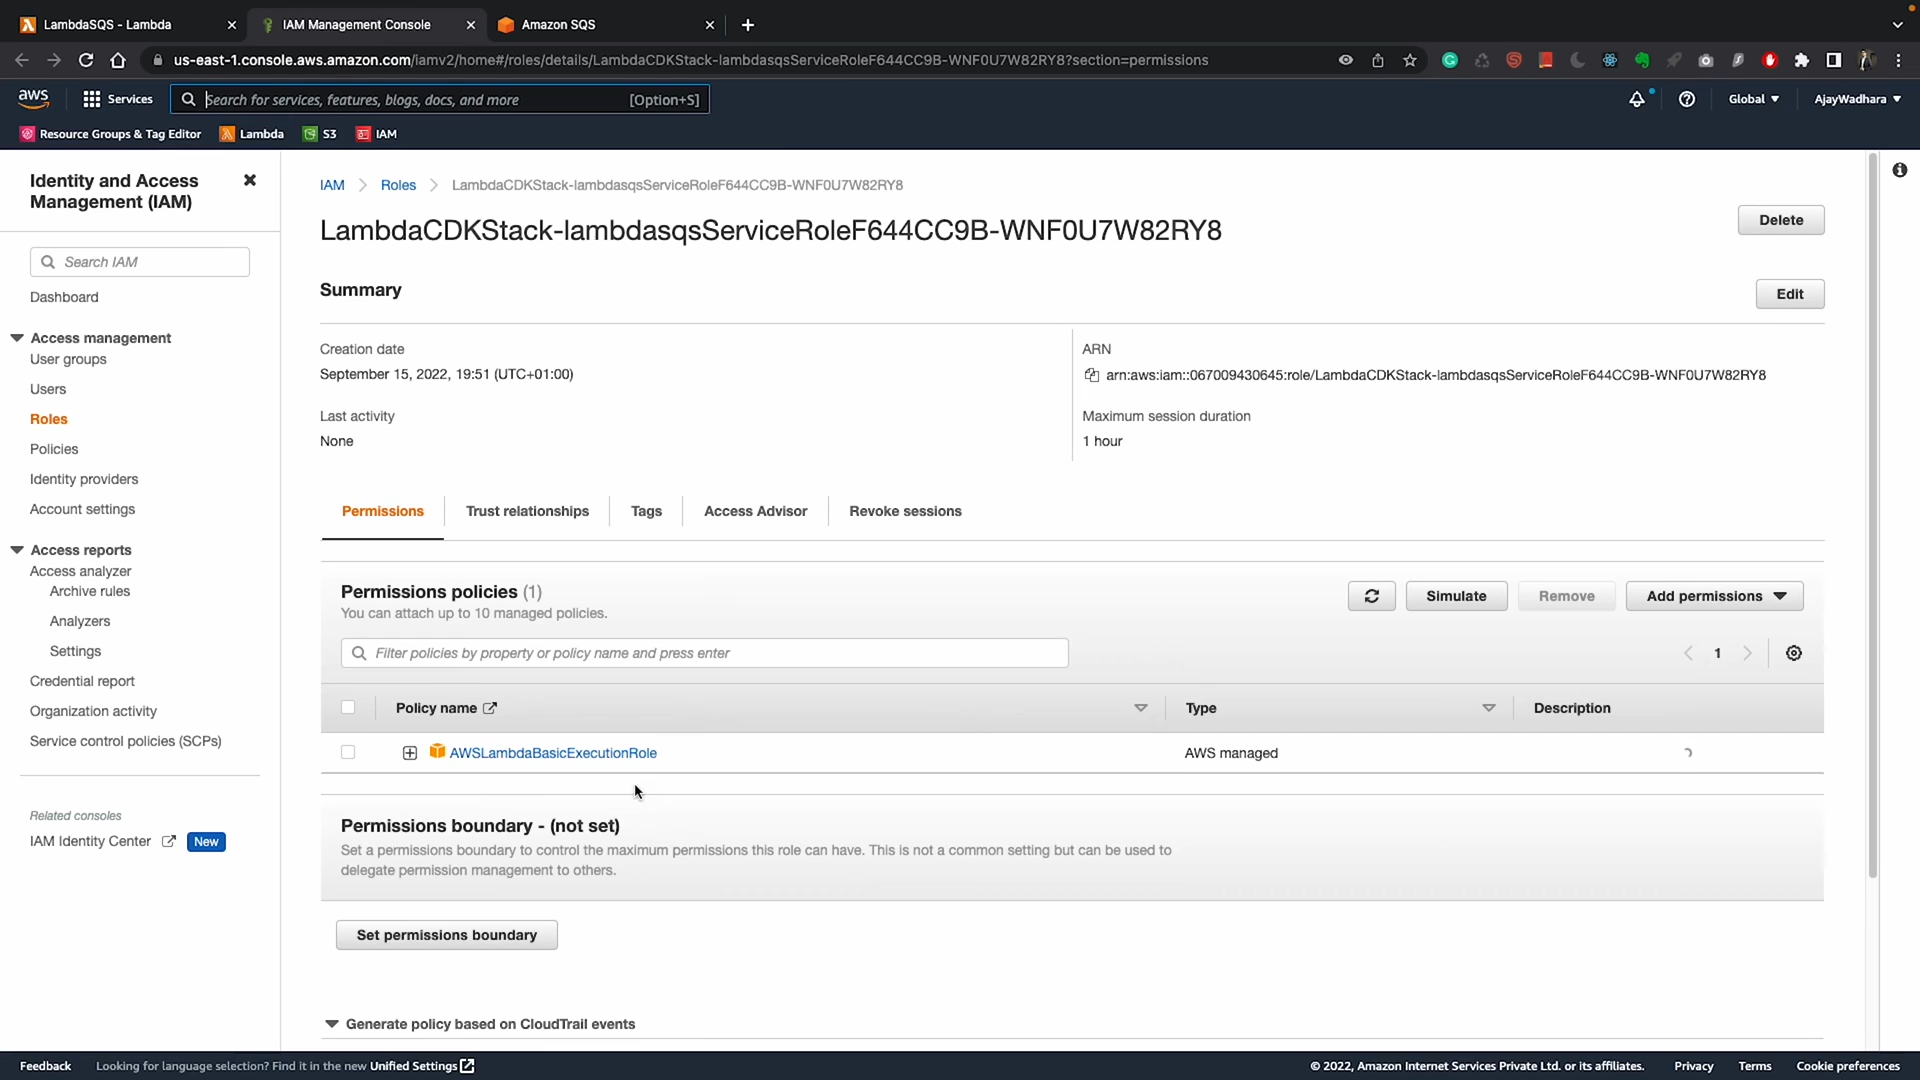 LambdaSQS - Lambda
IAM Management Console
Amazon SQS
us-east-1.console.aws.amazon.com/iamv2/home#/roles/details/LambdaCDKStack-lambdasqsServiceRoleF644CC9B-WNF0U7W82RY8?section=permissions
aws
Services
Search for services, features, blogs, docs, and more
[Option+S]
Global
AjayWadhara
Resource Groups & Tag Editor
Lambda
S3
IAM
Identity and Access
Management (IAM)
Search IAM
Dashboard
Access management
User groups
Users
Roles
Policies
Identity providers
Account settings
Access reports
Access analyzer
Archive rules
Analyzers
Settings
Credential report
Organization activity
Service control policies (SCPs)
Related consoles
IAM Identity Center
New
IAM
Roles
LambdaCDKStack-lambdasqsServiceRoleF644CC9B-WNF0U7W82RY8
LambdaCDKStack-lambdasqsServiceRoleF644CC9B-WNF0U7W82RY8
Delete
Summary
Edit
Creation date
September 15, 2022, 19:51 (UTC+01:00)
ARN
arn:aws:iam::067009430645:role/LambdaCDKStack-lambdasqsServiceRoleF644CC9B-WNF0U7W82RY8
Last activity
None
Maximum session duration
1 hour
Permissions
Trust relationships
Tags
Access Advisor
Revoke sessions
Permissions policies (1)
You can attach up to 10 managed policies.
Simulate
Remove
Add permissions
Filter policies by property or policy name and press enter
1
Policy name
Type
Description
AWSLambdaBasicExecutionRole
AWS managed
Permissions boundary - (not set)
Set a permissions boundary to control the maximum permissions this role can have. This is not a common setting but can be used to
delegate permission management to others.
Set permissions boundary
Generate policy based on CloudTrail events
Feedback
Looking for language selection? Find it in the new Unified Settings
© 2022, Amazon Internet Services Private Ltd. or its affiliates.
Privacy
Terms
Cookie preferences